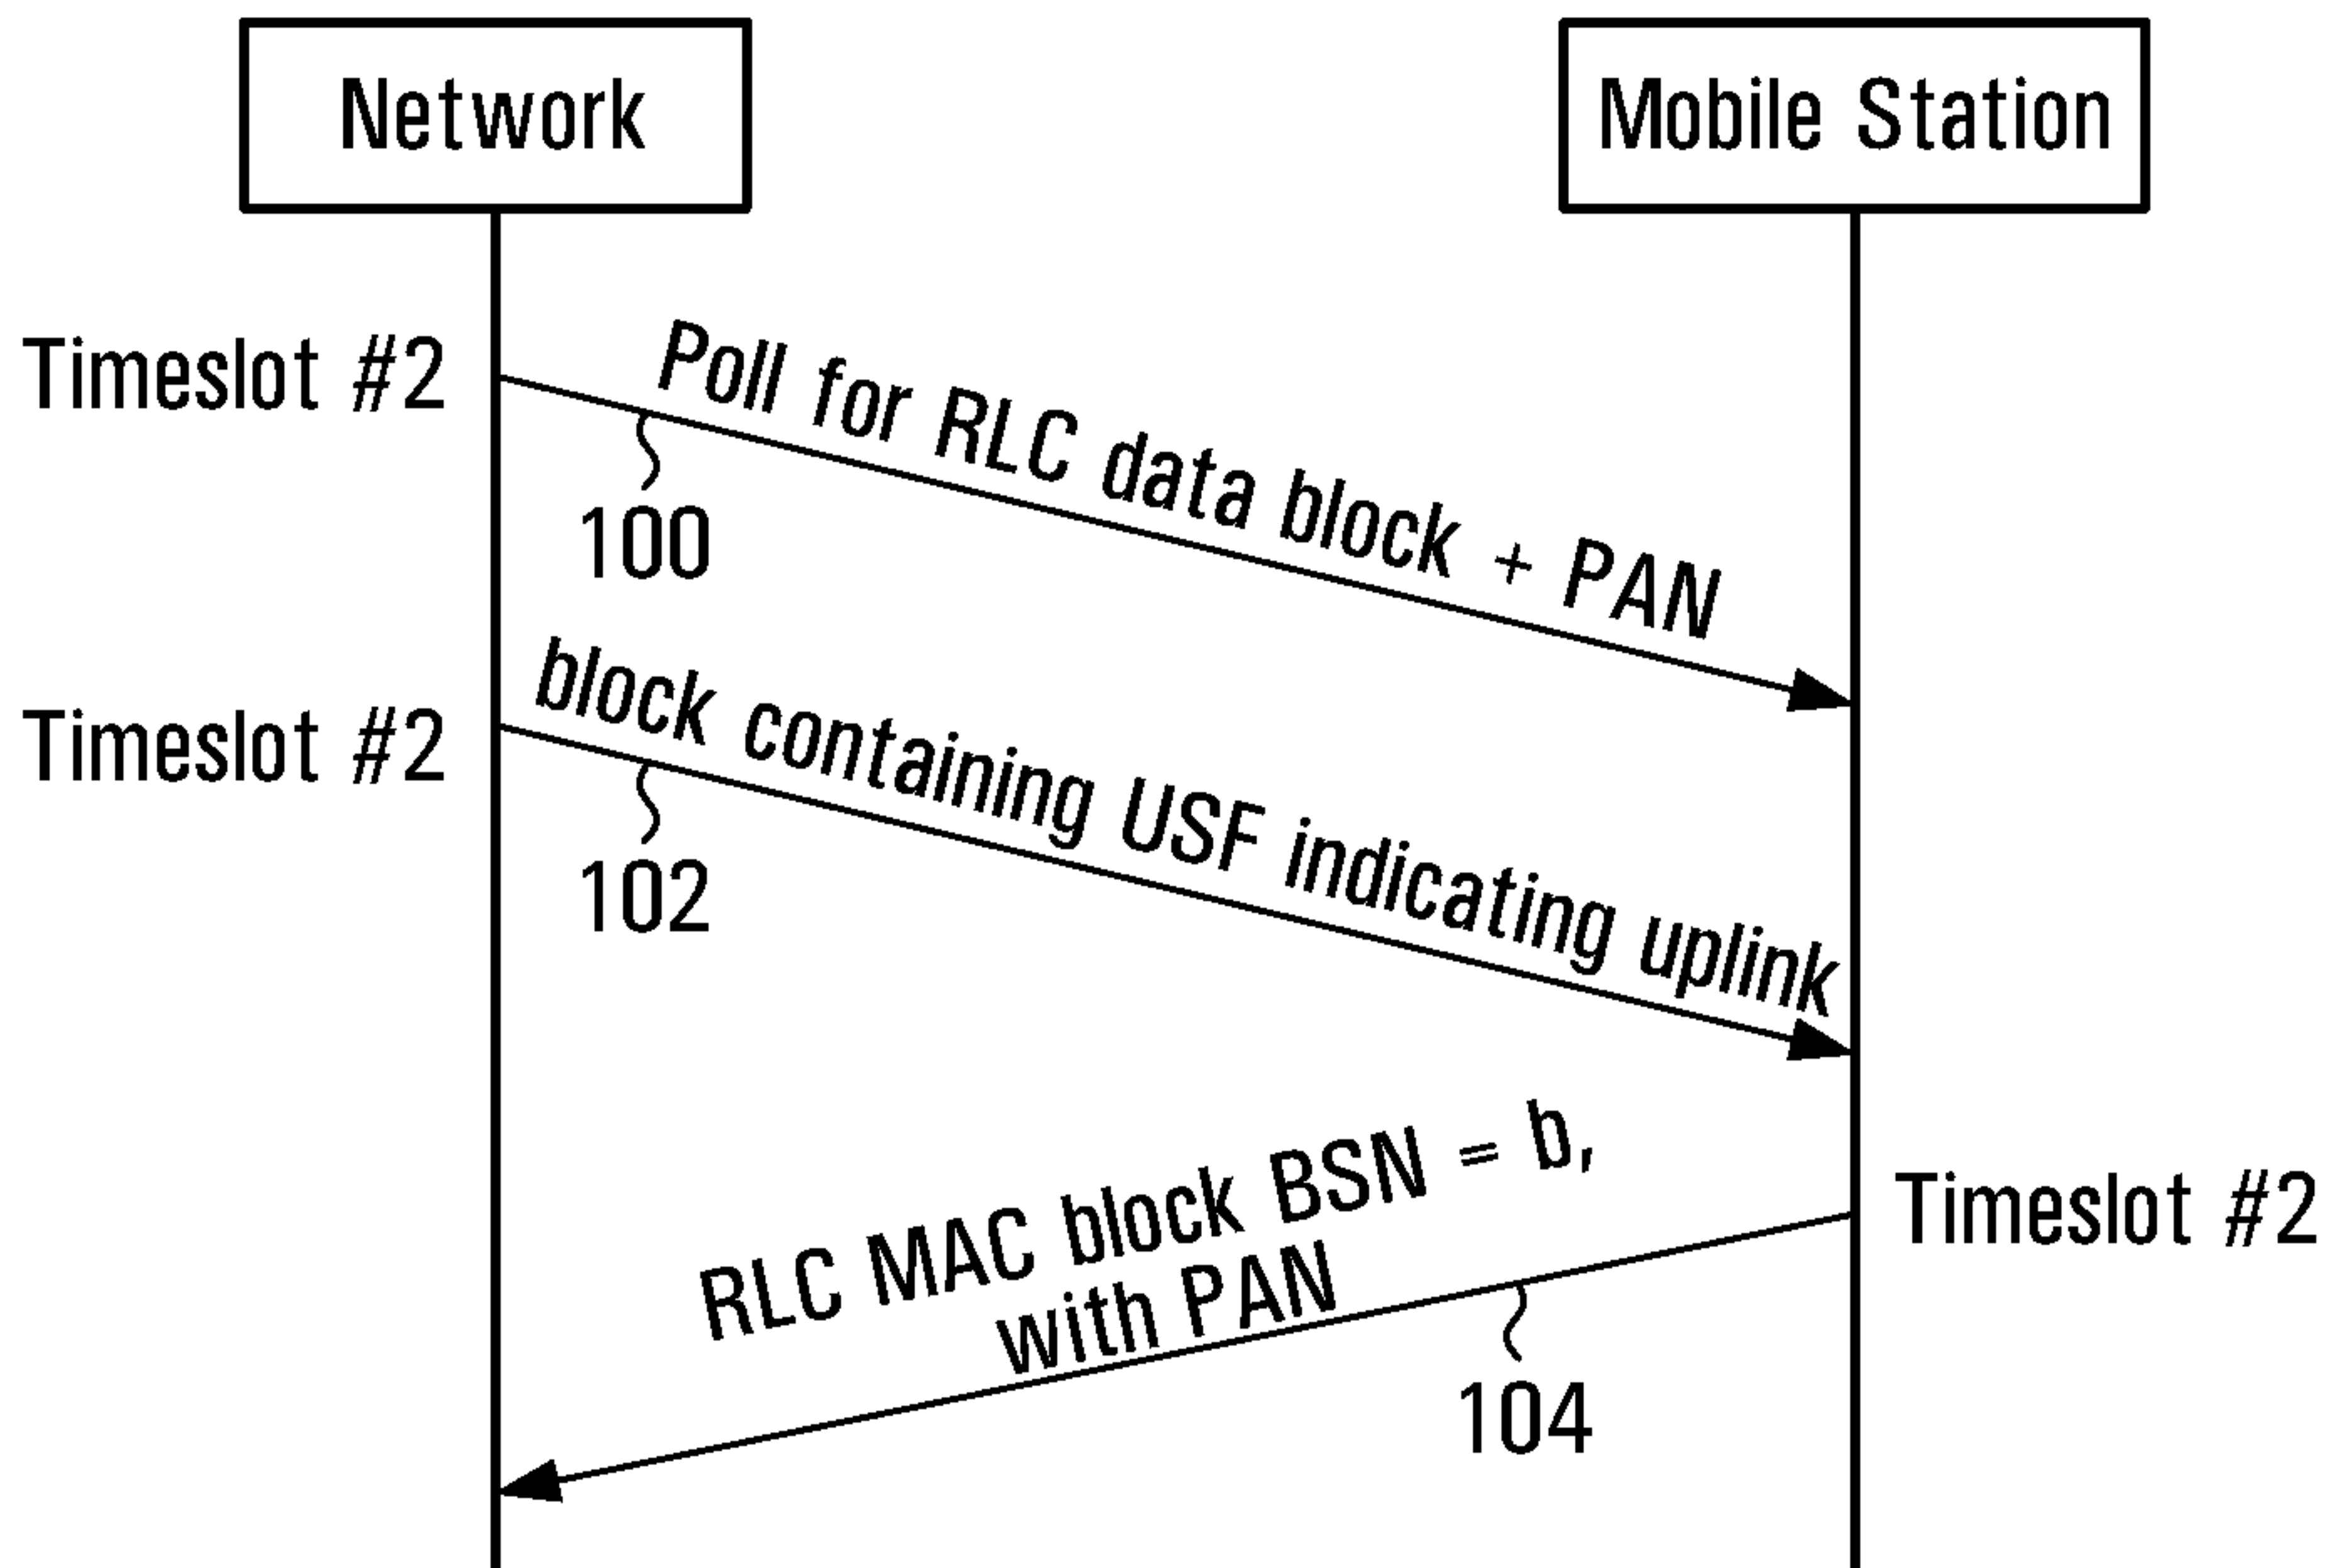 Network
Mobile Station
Timeslot #2
Poll for RLC data block + PAN
100
Timeslot #2
block containing USF indicating uplink
102
RLC MAC block BSN = b,
with PAN
Timeslot #2
104